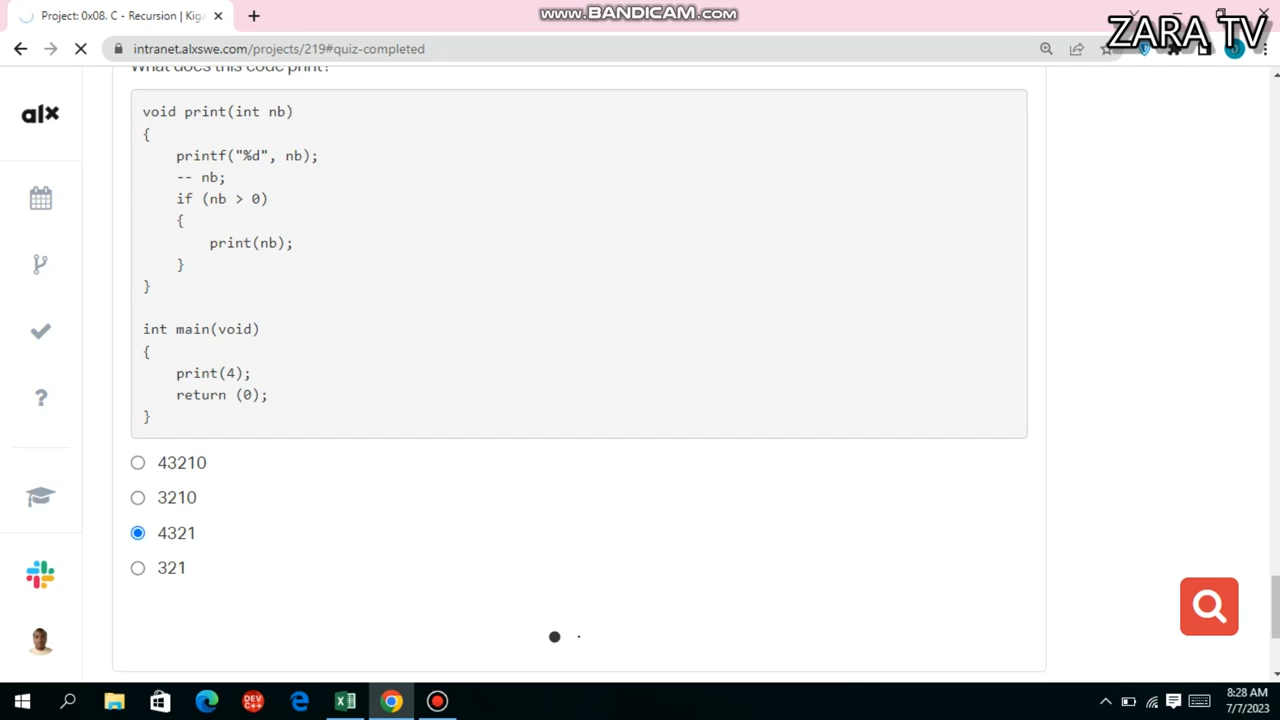 Project: 0x08. C - Recursion | Kiga
www.BANDICAM.com
ZARA TV
intranet.alxswe.com/projects/219#quiz-completed
What does this code print?
alx
void print(int nb)
{
printf("%d", nb);
-- nb;
if (nb > 0)
{
print(nb);
}
}
int main(void)
{
print(4);
return (0);
}
43210
3210
4321
321
DEV C++
8:28 AM
7/7/2023